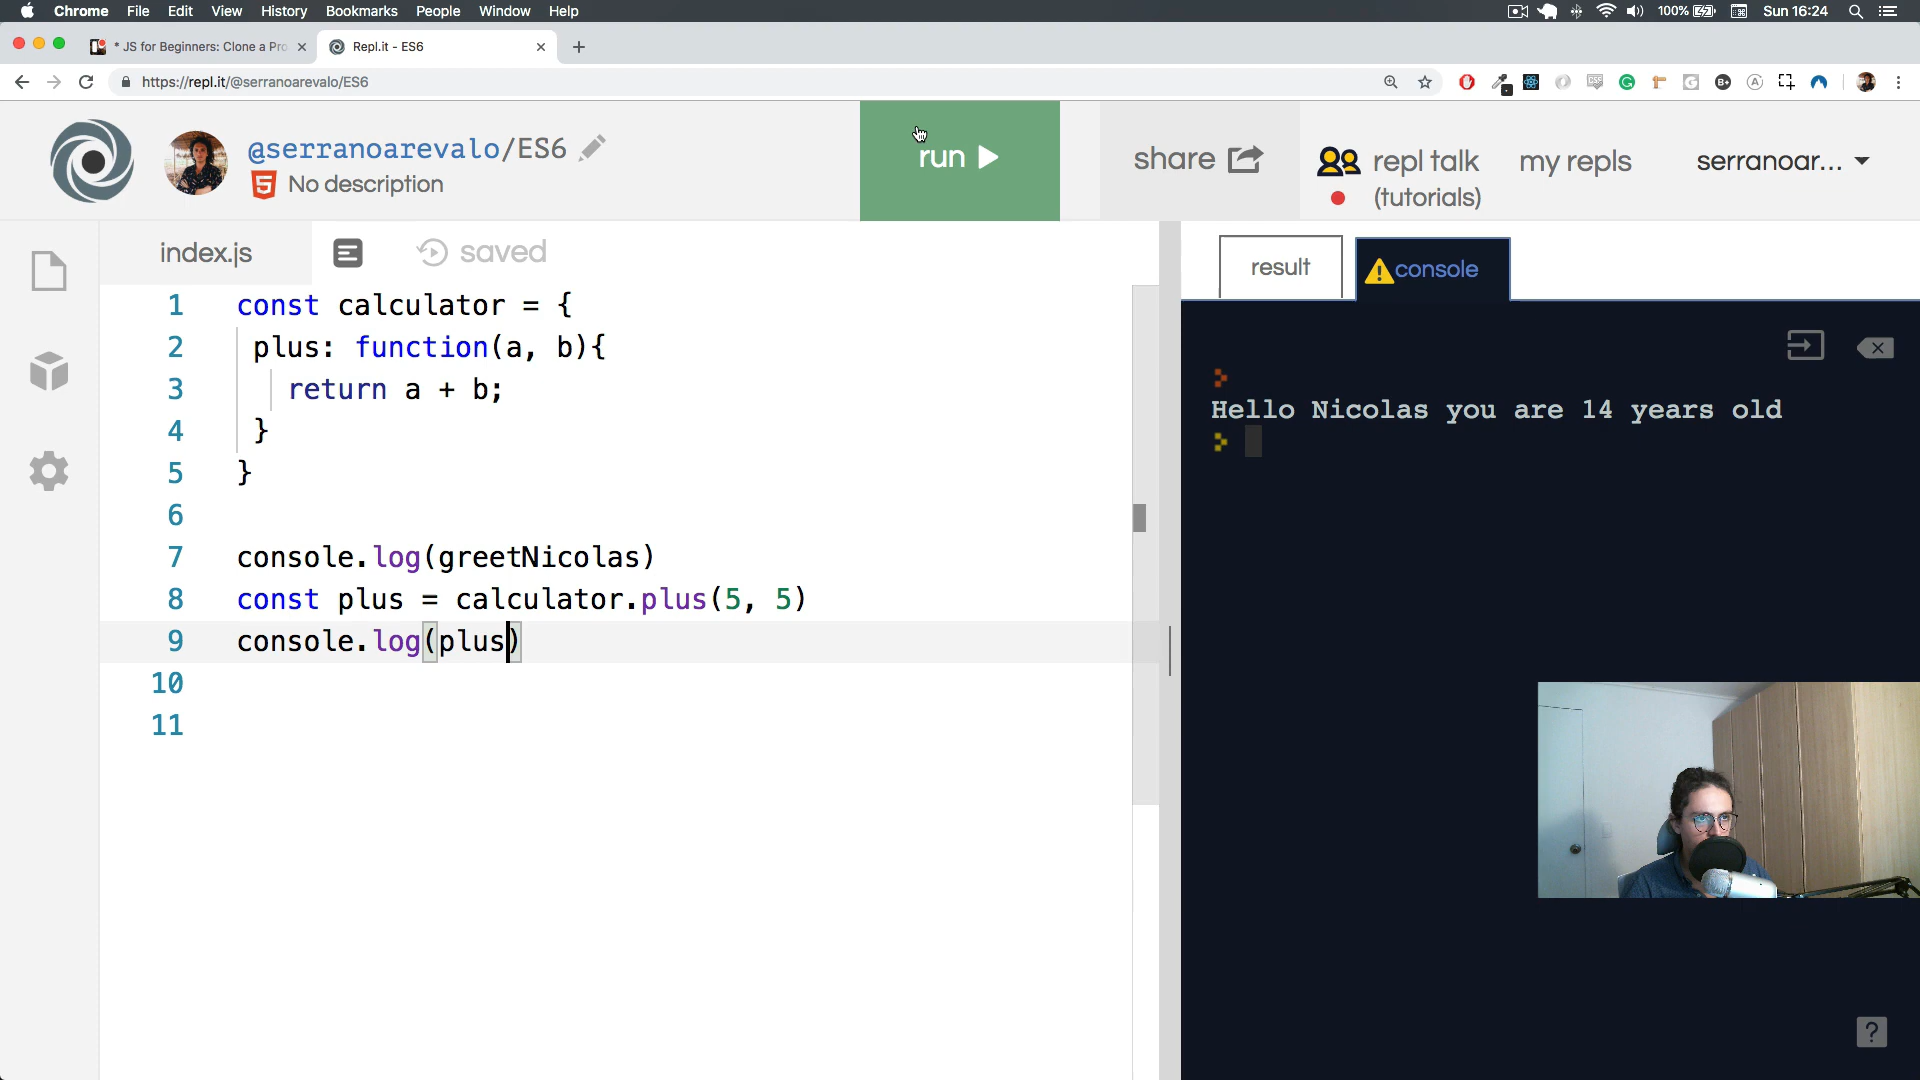 Chrome File Edit View History Bookmarks People Window Help 100% Sun 16:24
* JS for Beginners: Clone a Pro Repl.it - ES6
https://repl.it/@serranoarevalo/ES6
@serranoarevalo/ES6
No description
run
share
repl talk
(tutorials)
my repls
serranoar...
index.js
saved
result
console
1 const calculator = {
2 plus: function(a, b){
3 return a + b;
4 }
5 }
6
7 console.log(greetNicolas)
8 const plus = calculator.plus(5, 5)
9 console.log(plus)
10
11
Hello Nicolas you are 14 years old
?